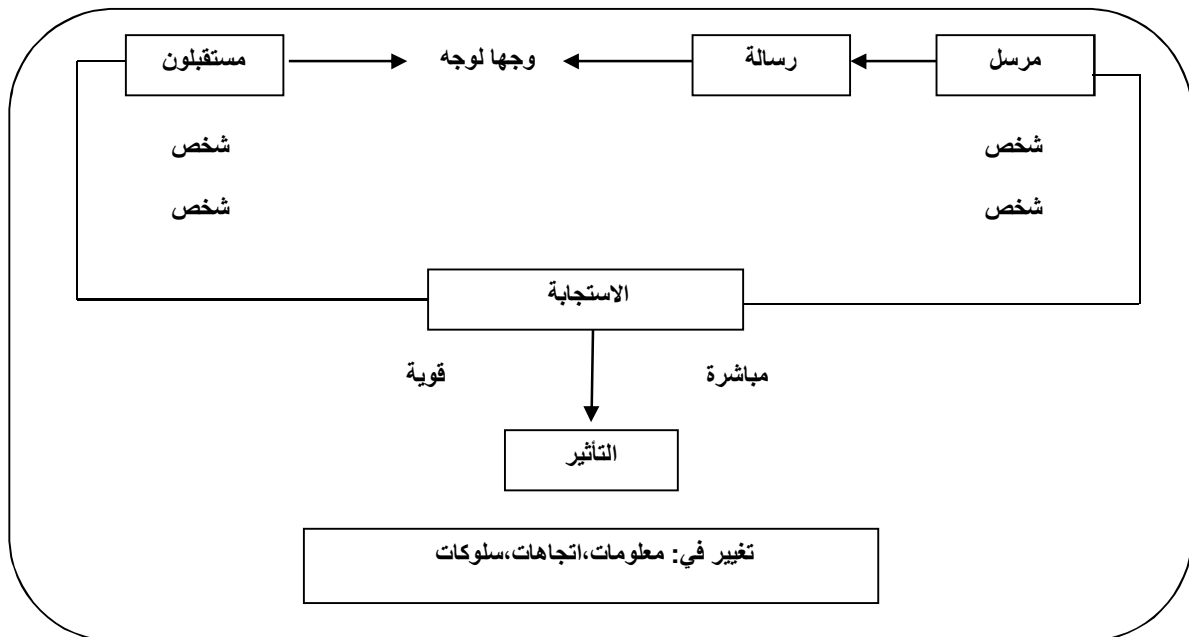 مرسل
رسالة
وجها لوجه
مستقبلون
شخص
شخص
شخص
شخص
الاستجابة
مباشرة
قوية
التأثير
تغيير في: معلومات،اتجاهات،سلوكات